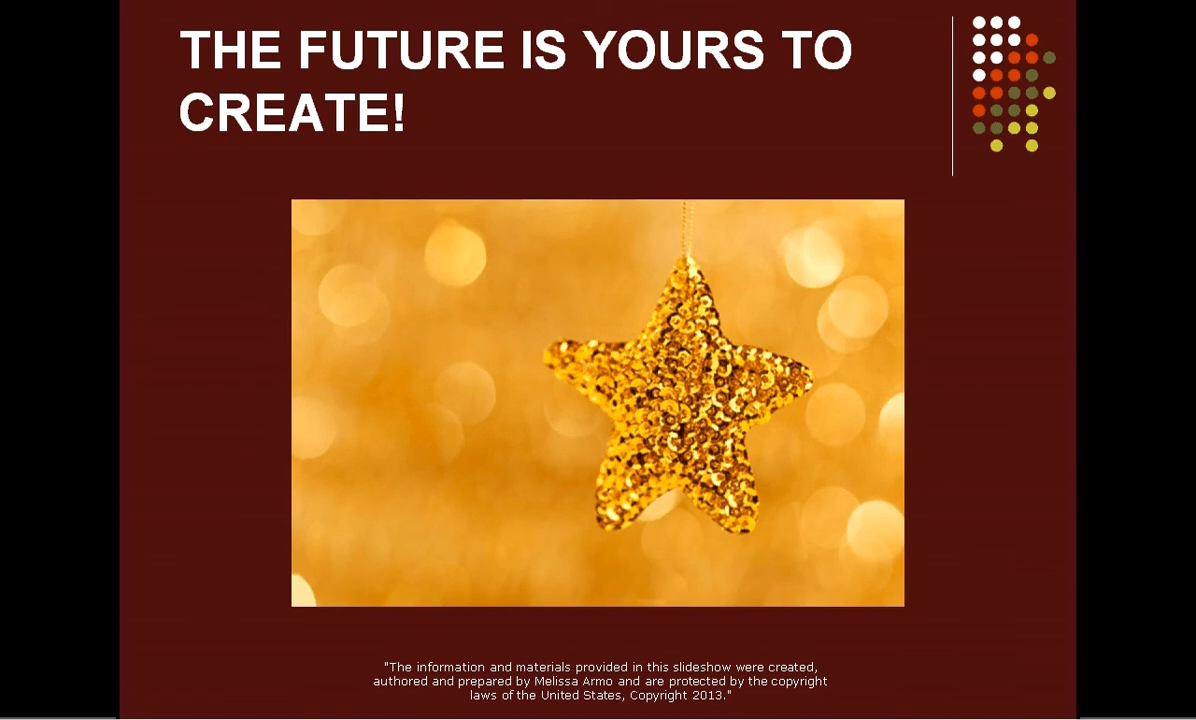 THE FUTURE IS YOURS TO
CREATE!
"The information and materials provided in this slideshow were created,
authored and prepared by Melissa Armo and are protected by the copyright
laws of the United States, Copyright 2013."